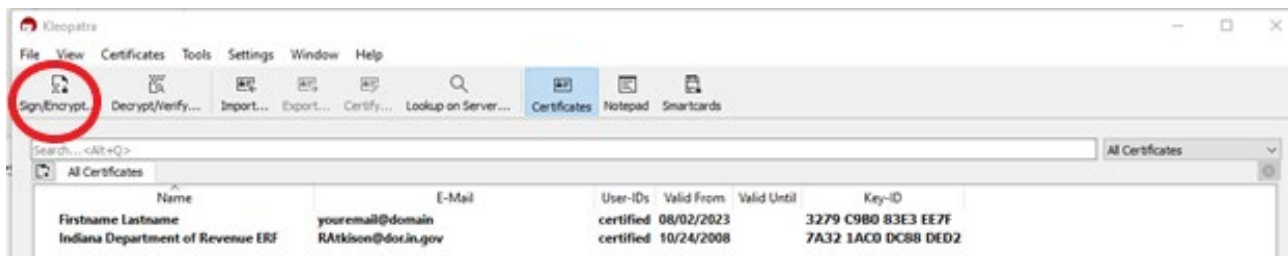 Kleopatra
File View Certificates Tools Settings Window Help
Sign/Encrypt... Decrypt/Verify... Import... Export... Certify... Lookup on Server... Certificates Notepad Smartcards
Search...<Alt+Q> All Certificates
All Certificates
Name E-Mail User-IDs Valid From Valid Until Key-ID
Firstname Lastname youremail@domain certified 08/02/2023 3279 C9B0 83E3 EE7F
Indiana Department of Revenue ERF RAtkison@dor.in.gov certified 10/24/2008 7A32 1AC0 DC88 DED2